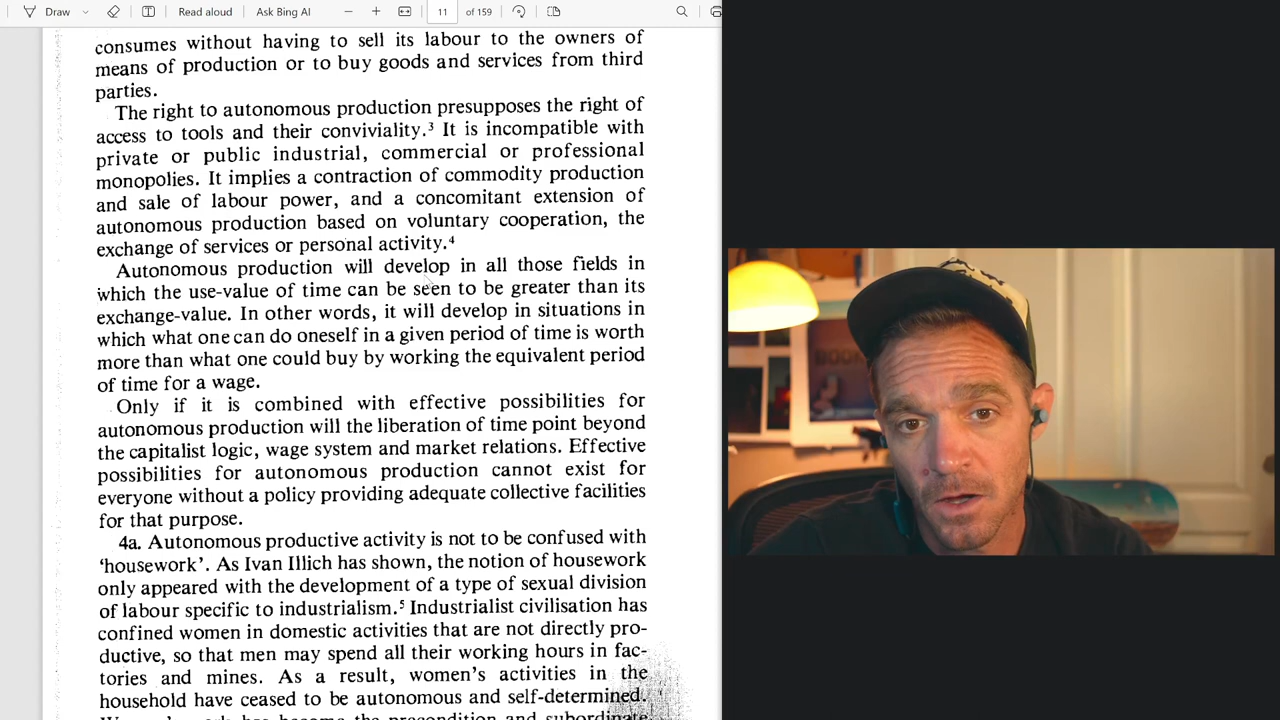 Draw
Read aloud
Ask Bing AI
11 of 159
consumes without having to sell its labour to the owners of
means of production or to buy goods and services from third
parties.
The right to autonomous production presupposes the right of
access to tools and their conviviality.³ It is incompatible with
private or public industrial, commercial or professional
monopolies. It implies a contraction of commodity production
and sale of labour power, and a concomitant extension of
autonomous production based on voluntary cooperation, the
exchange of services or personal activity.⁴
Autonomous production will develop in all those fields in
which the use-value of time can be seen to be greater than its
exchange-value. In other words, it will develop in situations in
which what one can do oneself in a given period of time is worth
more than what one could buy by working the equivalent period
of time for a wage.
Only if it is combined with effective possibilities for
autonomous production will the liberation of time point beyond
the capitalist logic, wage system and market relations. Effective
possibilities for autonomous production cannot exist for
everyone without a policy providing adequate collective facilities
for that purpose.
4a. Autonomous productive activity is not to be confused with
‘housework’. As Ivan Illich has shown, the notion of housework
only appeared with the development of a type of sexual division
of labour specific to industrialism.⁵ Industrialist civilisation has
confined women in domestic activities that are not directly pro-
ductive, so that men may spend all their working hours in fac-
tories and mines. As a result, women’s activities in the
household have ceased to be autonomous and self-determined.